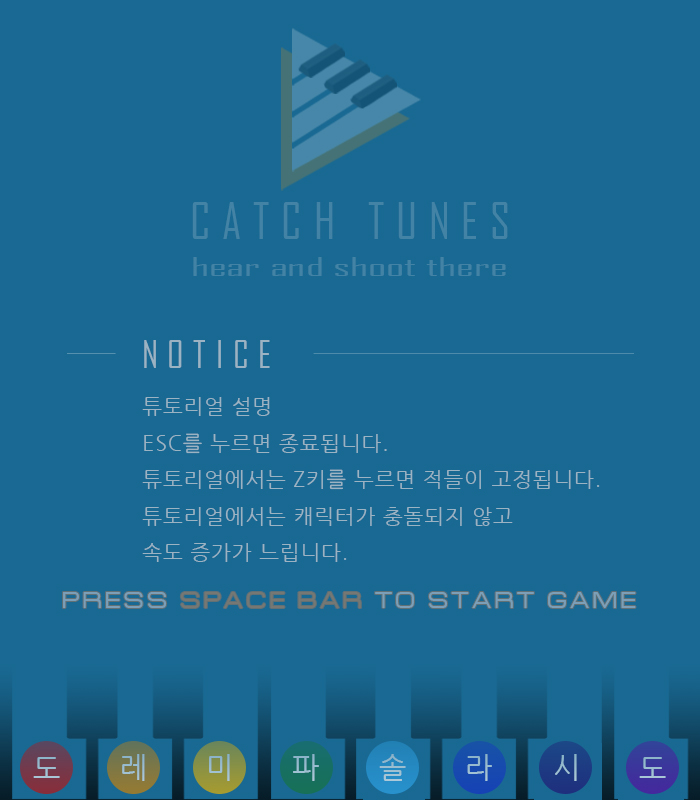 CATCH TUNES
hear and shoot there
NOTICE
튜토리얼 설명
ESC를 누르면 종료됩니다.
튜토리얼에서는 Z키를 누르면 적들이 고정됩니다.
튜토리얼에서는 캐릭터가 충돌되지 않고
속도 증가가 느립니다.
PRESS SPACE BAR TO START GAME
도 레 미 파 솔 라 시 도